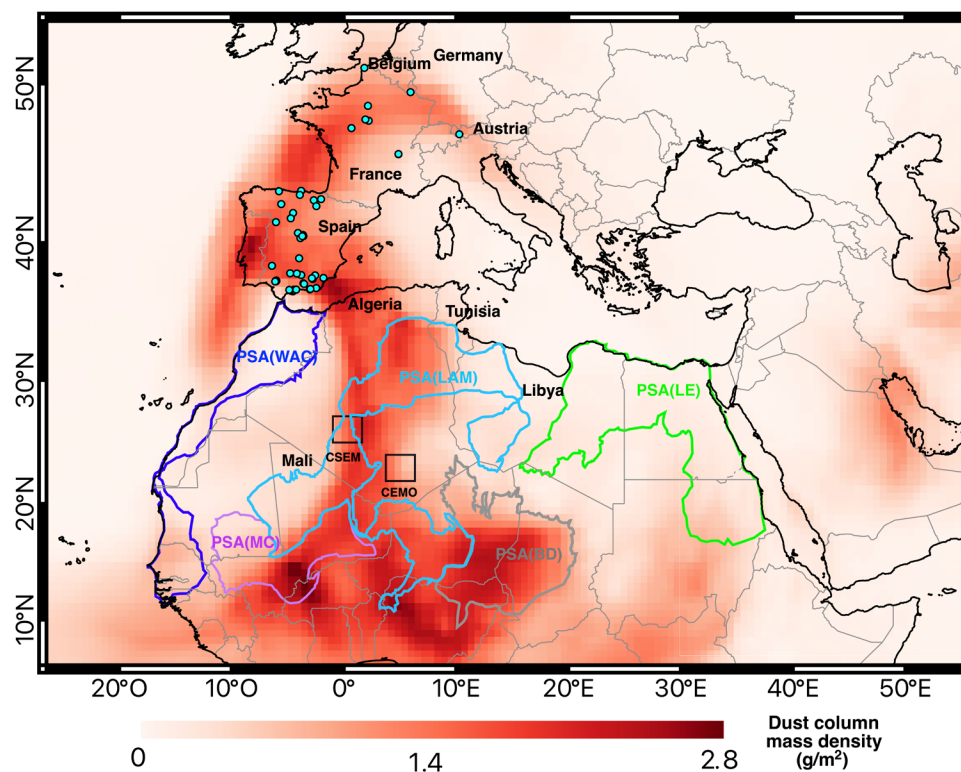 Germany
Belgium
50°N
Austria
France
Spain
40°N
Algeria
Tunisia
PSA(WAC)
30°N
PSA(LAM)
Libya
PSA(LE)
CSEM
Mali
CEMO
20°N
PSA(MC)
PSA(BD)
10°N
20°O
10°O
0°
10°E
20°E
30°E
40°E
50°E
0
1.4
2.8
Dust column
mass density
(g/m²)